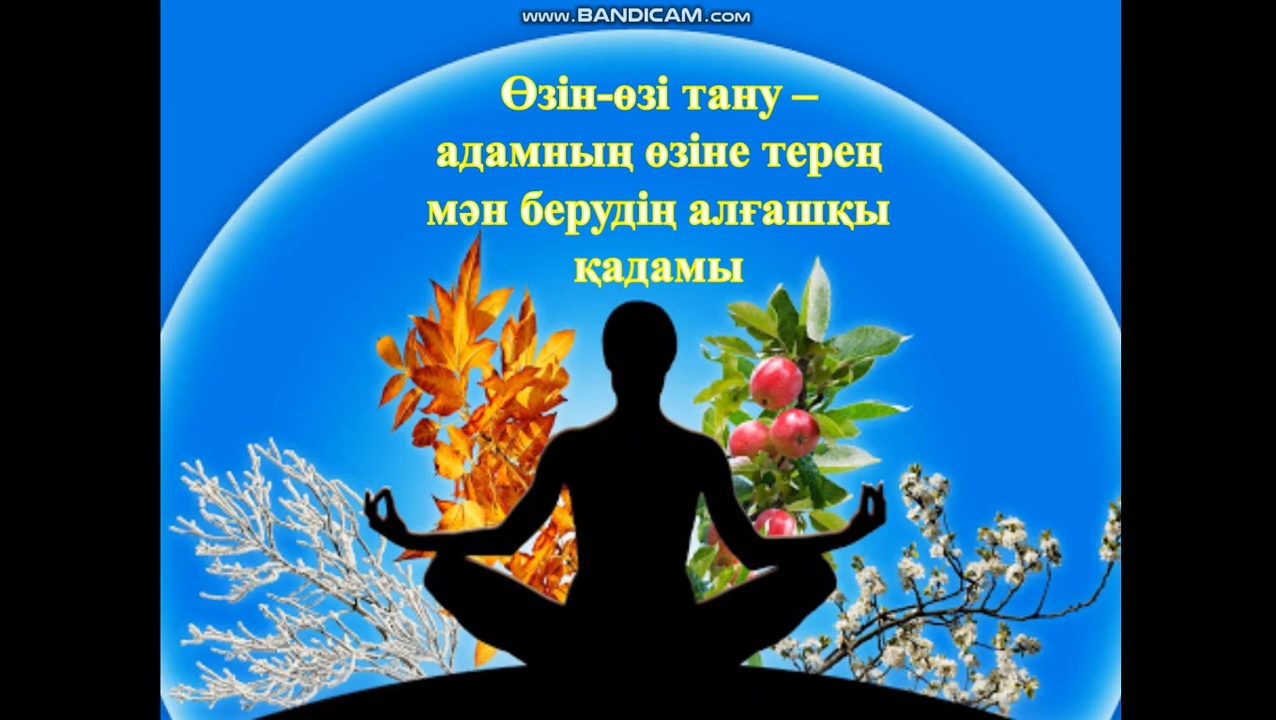 www.BANDICAM.com
Өзін-өзі тану –
адамның өзіне терең
мән берудің алғашқы
қадамы